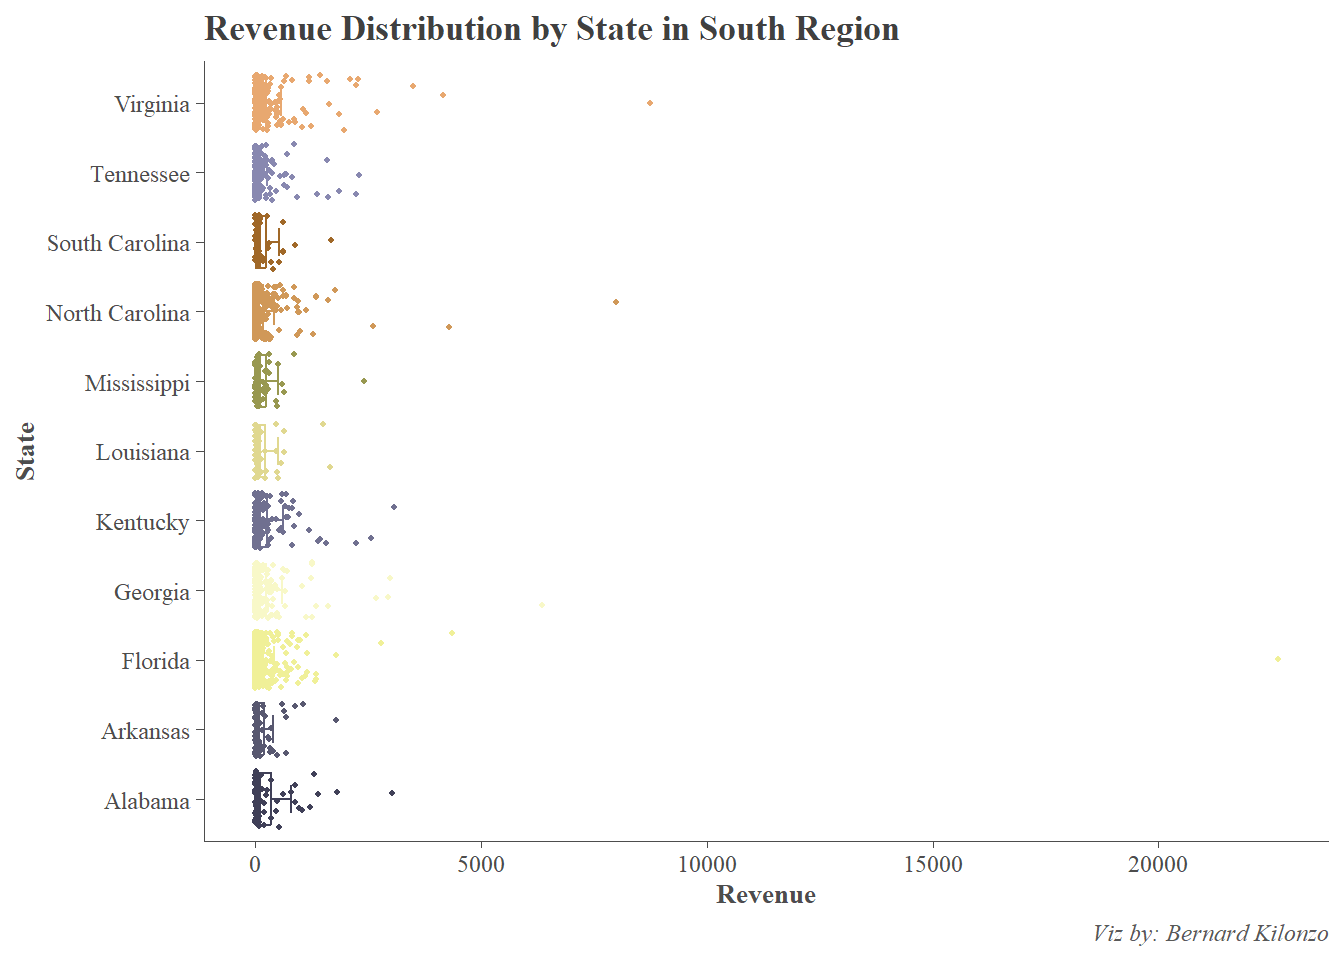 Revenue Distribution by State in South Region
Virginia
Tennessee
South Carolina
North Carolina
Mississippi
Louisiana
Kentucky
Georgia
Florida
Arkansas
Alabama
State
0 5000 10000 15000 20000
Revenue
Viz by: Bernard Kilonzo